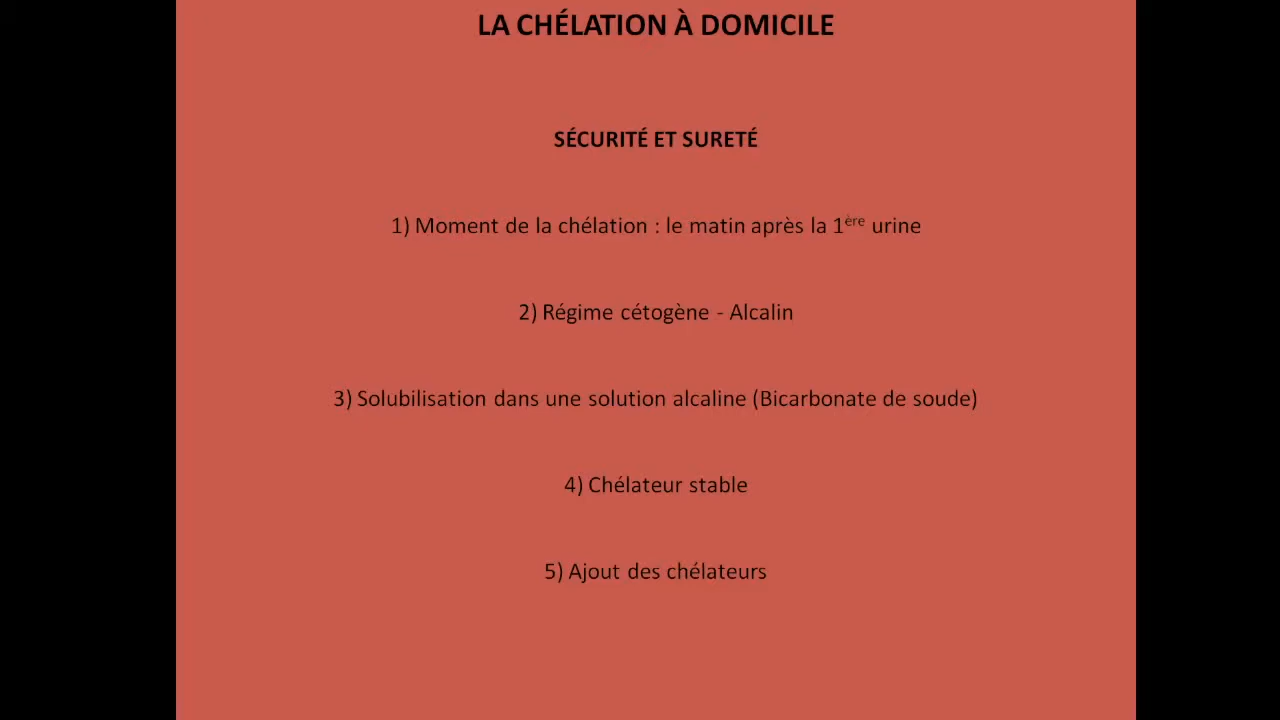 LA CHÉLATION À DOMICILE
SÉCURITÉ ET SURETÉ
1) Moment de la chélation : le matin après la 1ère urine
2) Régime cétogène - Alcalin
3) Solubilisation dans une solution alcaline (Bicarbonate de soude)
4) Chélateur stable
5) Ajout des chélateurs